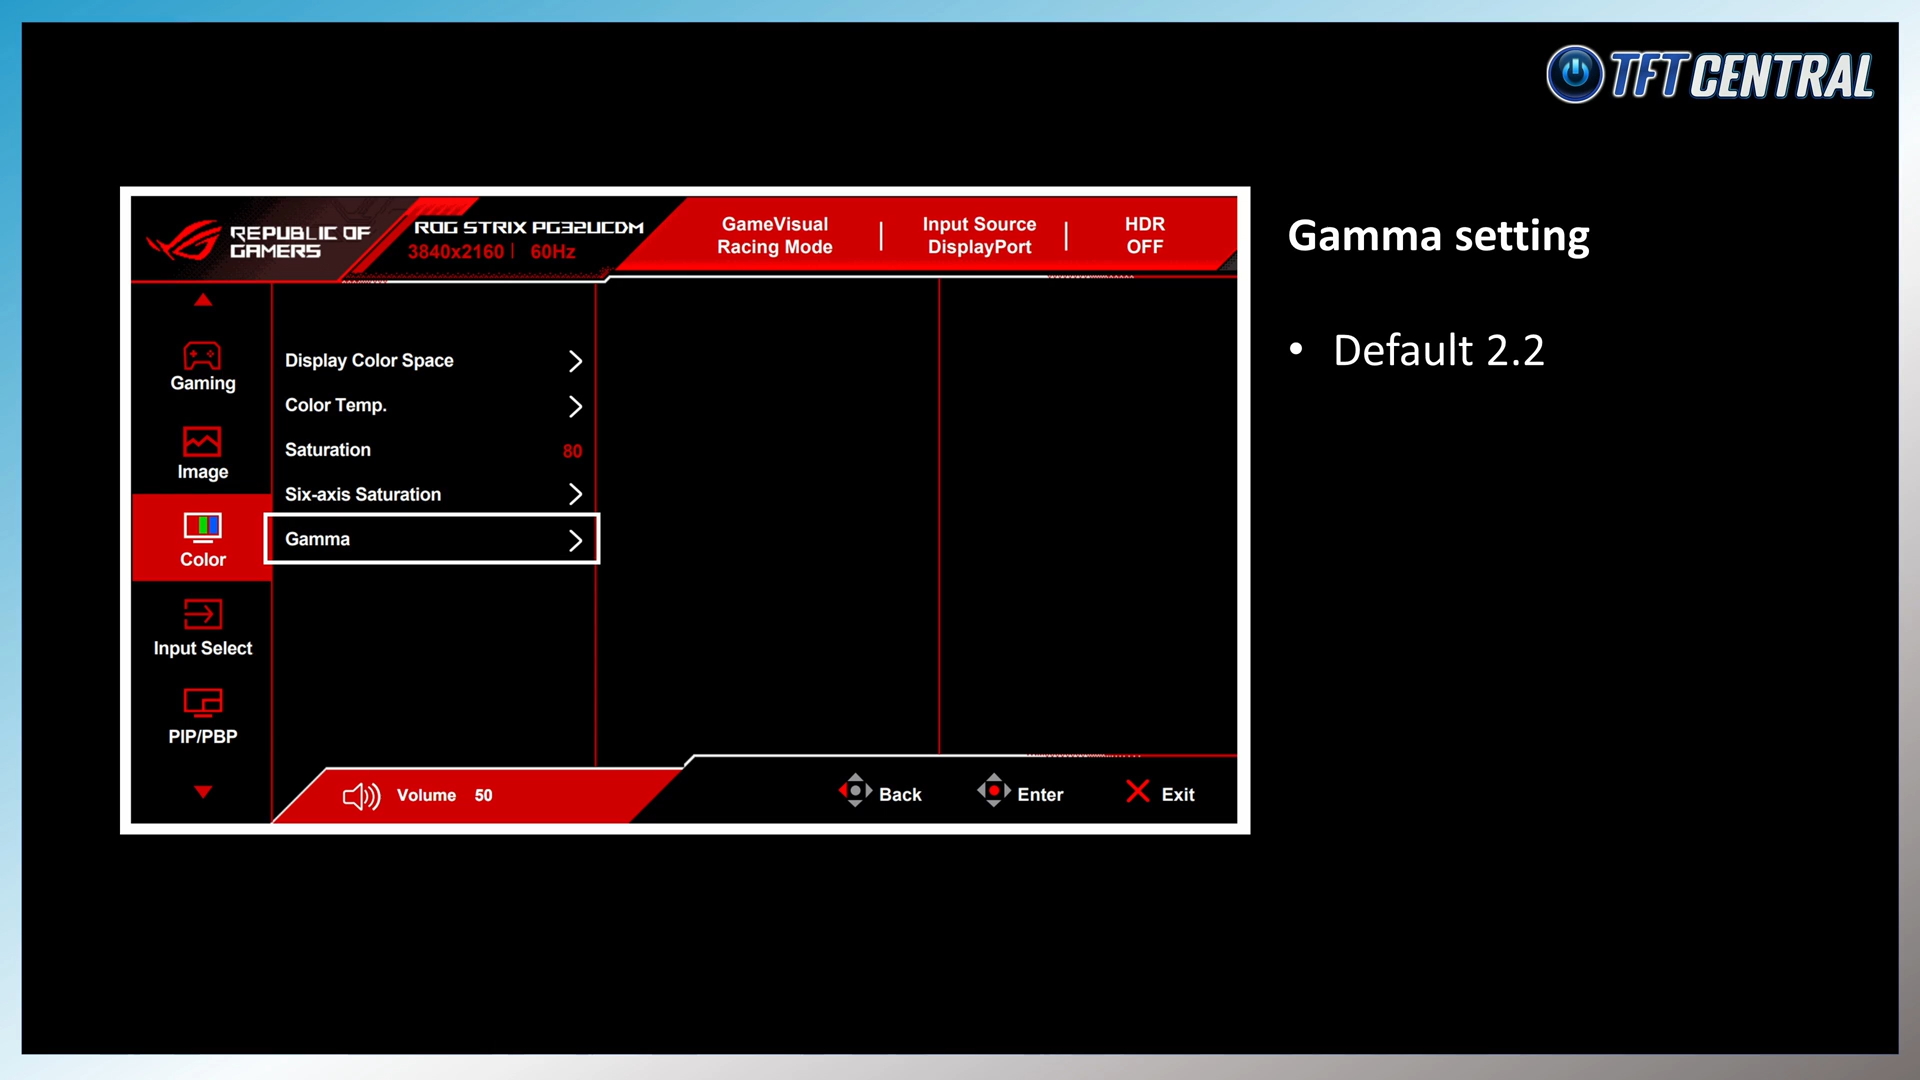 TFTCENTRAL
REPUBLIC OF
GAMERS
ROG STRIX PG32UCDM
3840x2160 | 60Hz
GameVisual
Racing Mode
Input Source
DisplayPort
HDR
OFF
Gaming
Image
Color
Input Select
PIP/PBP
Display Color Space
Color Temp.
Saturation 80
Six-axis Saturation
Gamma
Volume 50
Back
Enter
Exit
Gamma setting
• Default 2.2